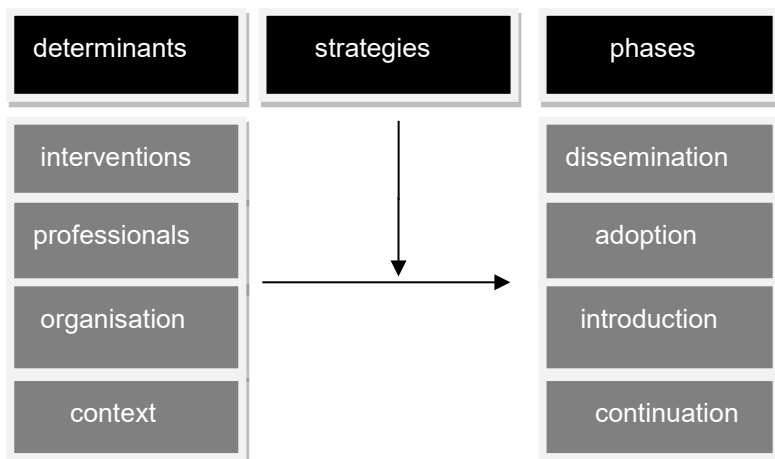 determinants
strategies
phases
interventions
dissemination
professionals
adoption
organisation
introduction
context
continuation